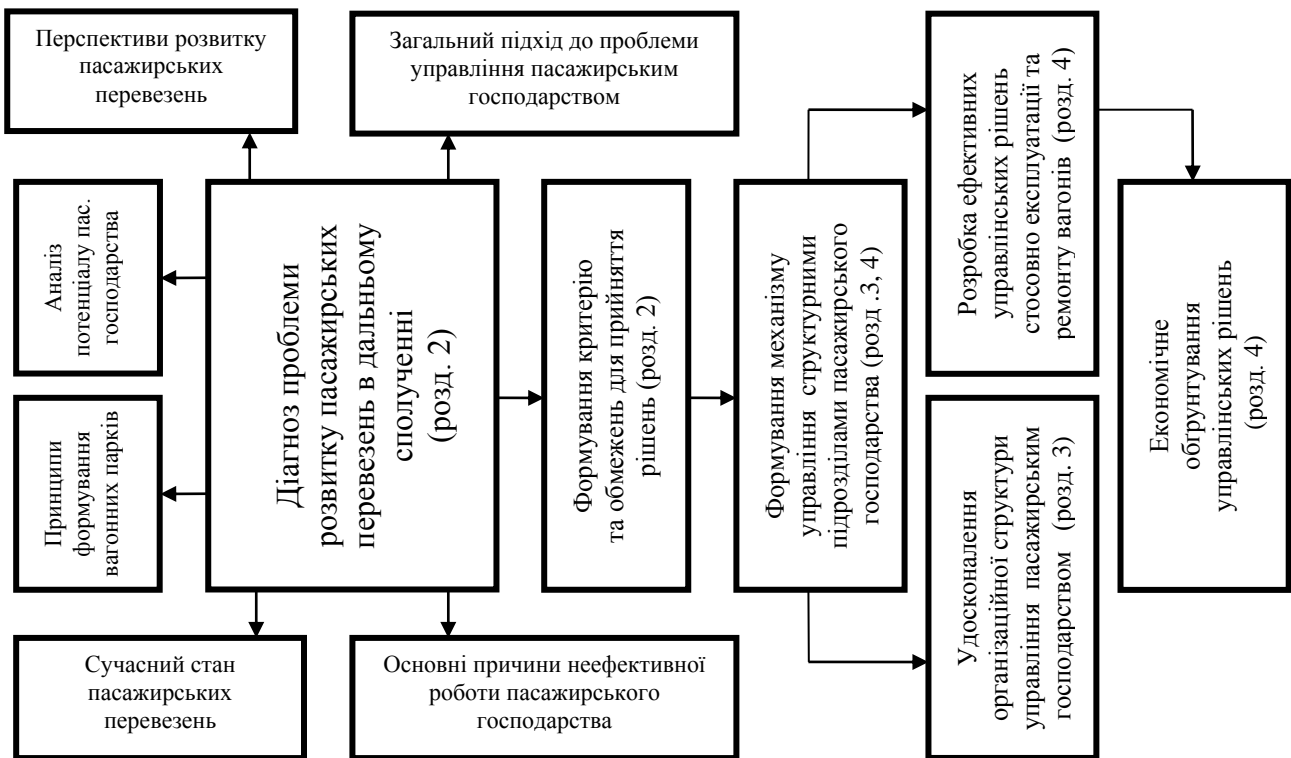 Перспективи розвитку
пасажирських
перевезень
Загальний підхід до проблеми
управління пасажирським
господарством
Аналіз
потенціалу пас.
господарства
Принципи
формування
вагонних парків
Діагноз проблеми
розвитку пасажирських
перевезень в дальньому
сполученні
(розд. 2)
Формування критерію
та обмежень для прийняття
рішень (розд. 2)
Формування механізму
управління структурними
підрозділами пасажирського
господарства (розд .3, 4)
Розробка ефективних
управлінських рішень
стосовно експлуатації та
ремонту вагонів (розд. 4)
Удосконалення
організаційної структури
управління пасажирським
господарством (розд. 3)
Економічне
обґрунтування
управлінських рішень
(розд. 4)
Сучасний стан
пасажирських
перевезень
Основні причини неефективної
роботи пасажирського
господарства